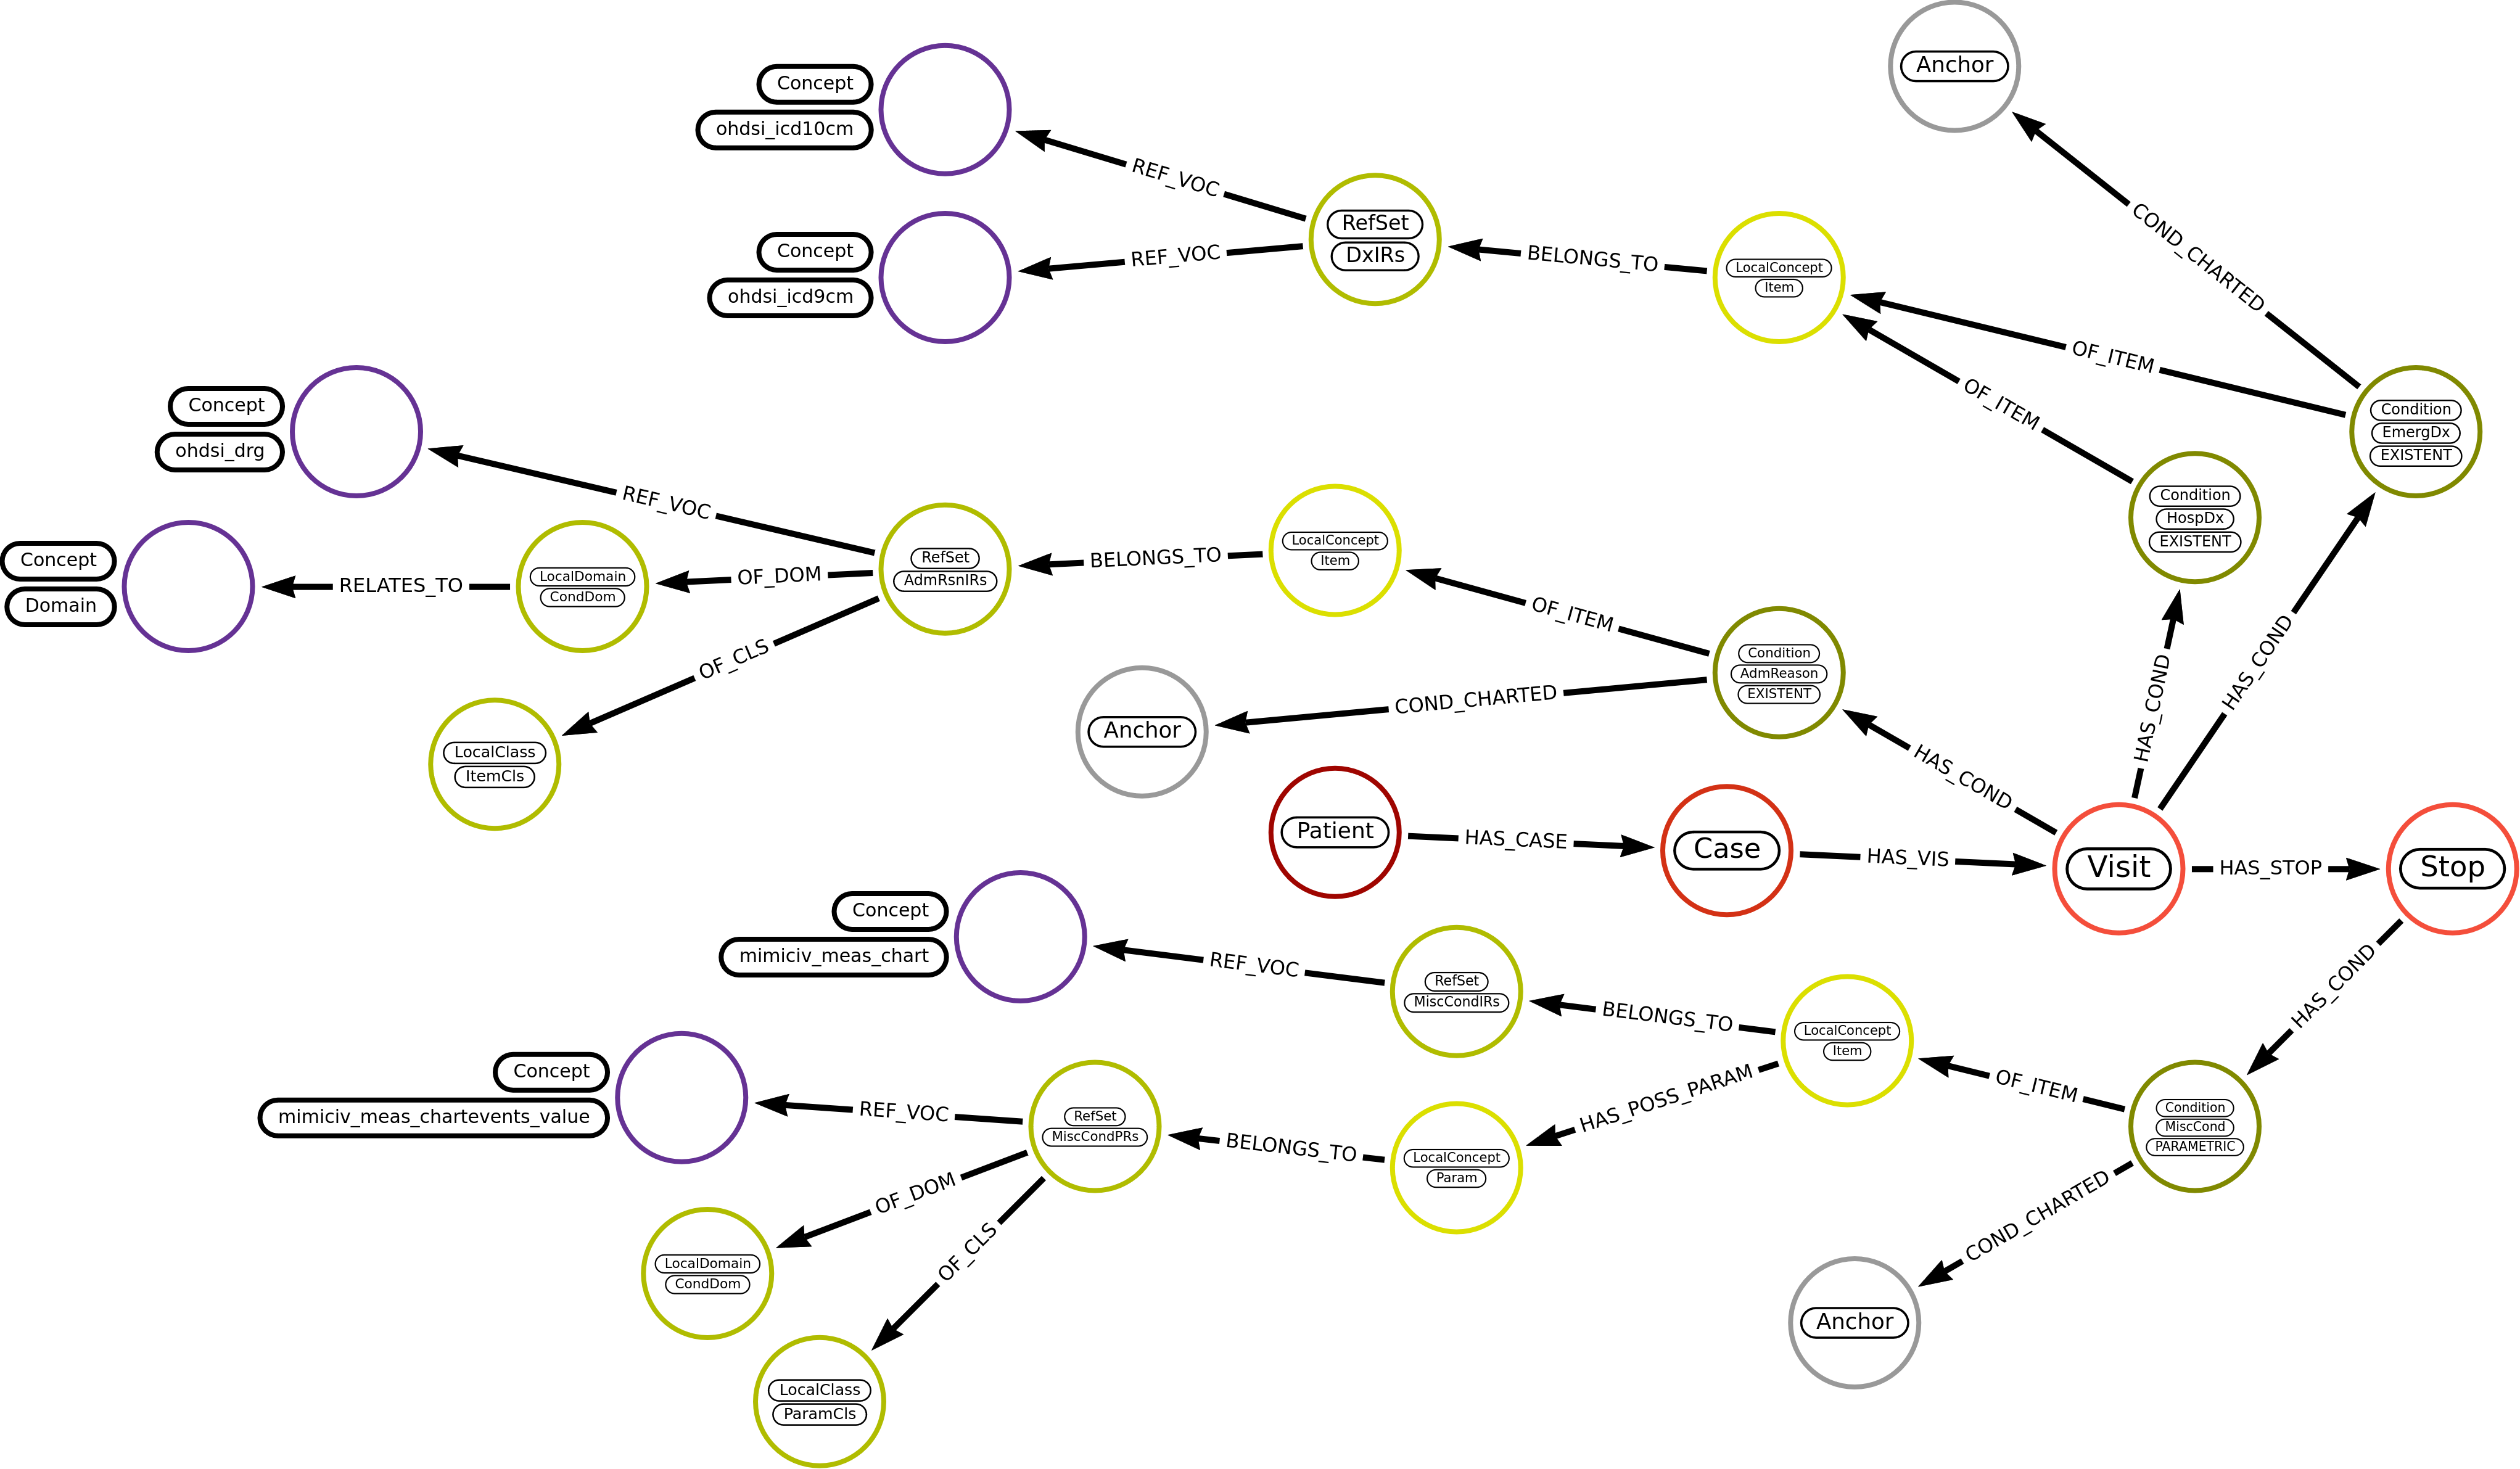 Anchor
Concept
ohdsi_icd10cm
REF_VOC
COND_CHARTED
RefSet
DxIRs
Concept
ohdsi_icd9cm
REF_VOC
BELONGS_TO
LocalConcept
Item
OF_ITEM
OF_ITEM
Concept
ohdsi_drg
Condition
EmergDx
EXISTENT
REF_VOC
Condition
HospDx
EXISTENT
Concept
Domain
RELATES_TO
LocalDomain
CondDom
OF_DOM
RefSet
AdmRsnIRs
BELONGS_TO
LocalConcept
Item
OF_ITEM
OF_CLS
Condition
AdmReason
EXISTENT
HAS_COND
HAS_COND
COND_CHARTED
Anchor
LocalClass
ItemCls
HAS_COND
Patient
HAS_CASE
Case
HAS_VIS
Visit
HAS_STOP
Stop
Concept
mimiciv_meas_chart
REF_VOC
RefSet
MiscCondIRs
BELONGS_TO
LocalConcept
Item
HAS_COND
OF_ITEM
Concept
mimiciv_meas_chartevents_value
REF_VOC
RefSet
MiscCondPRs
BELONGS_TO
HAS_POSS_PARAM
LocalConcept
Param
Condition
MiscCond
PARAMETRIC
OF_DOM
COND_CHARTED
LocalDomain
CondDom
OF_CLS
Anchor
LocalClass
ParamCls